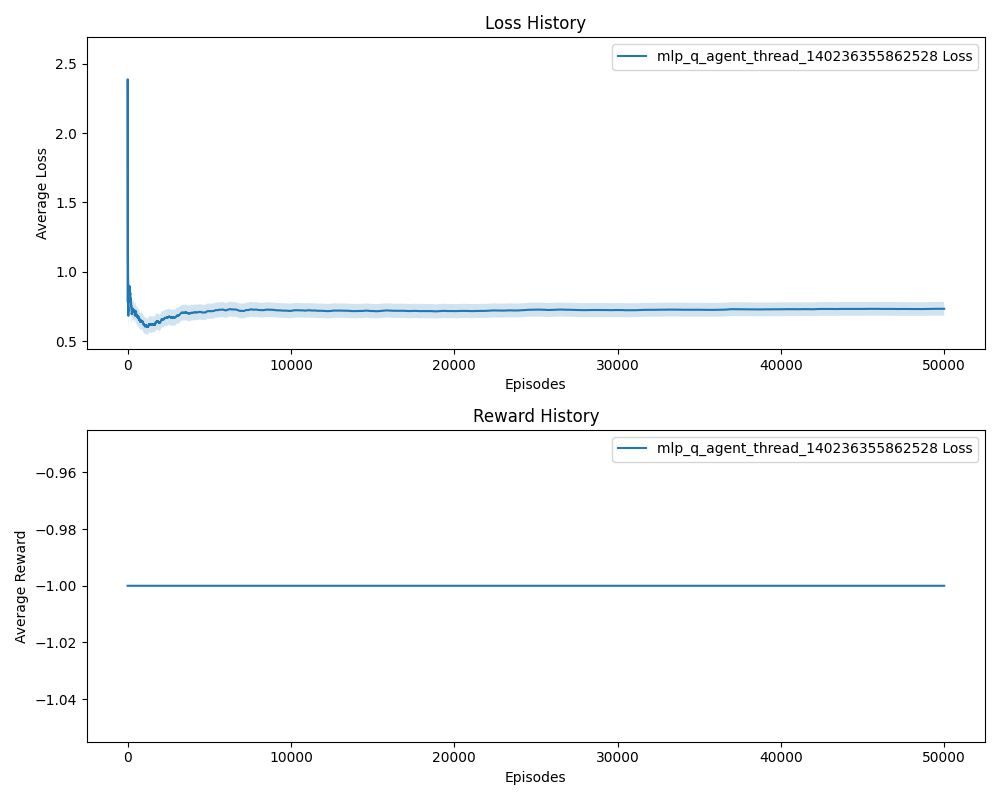 Loss History
mlp_q_agent_thread_140236355862528 Loss
2.5
2.0
1.5
1.0
0.5
Average Loss
0 10000 20000 30000 40000 50000
Episodes
Reward History
mlp_q_agent_thread_140236355862528 Loss
−0.96
−0.98
−1.00
−1.02
−1.04
Average Reward
0 10000 20000 30000 40000 50000
Episodes